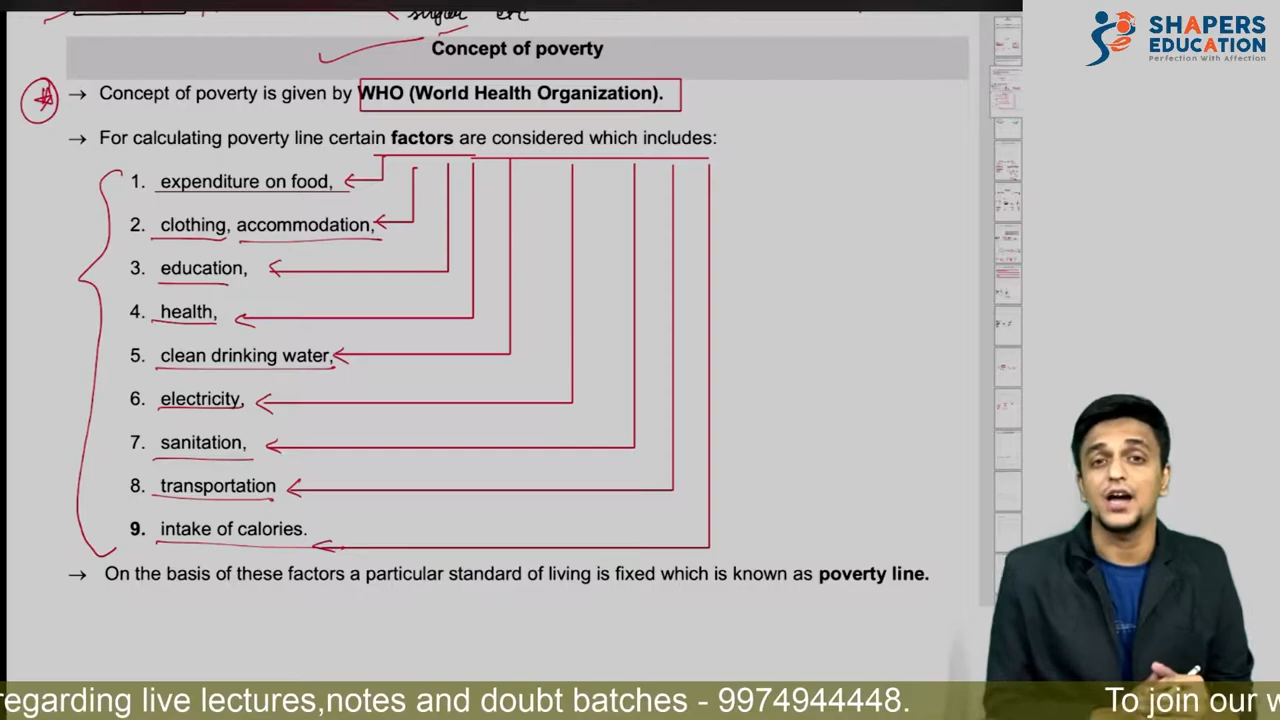 sugar etc
SHAPERS
EDUCATION
Perfection With Affection
Concept of poverty
→ Concept of poverty is given by WHO (World Health Organization).
→ For calculating poverty line certain factors are considered which includes:
1. expenditure on food,
2. clothing, accommodation,
3. education,
4. health,
5. clean drinking water,
6. electricity,
7. sanitation,
8. transportation
9. intake of calories.
→ On the basis of these factors a particular standard of living is fixed which is known as poverty line.
regarding live lectures,notes and doubt batches - 9974944448. To join our w